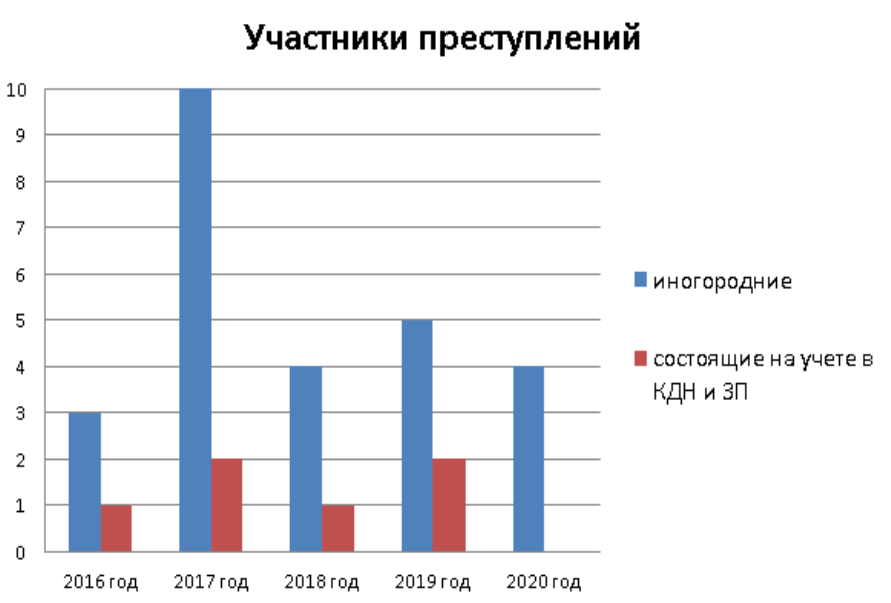 Участники преступлений
10
9
8
7
6
5
4
3
2
1
0
2016 год 2017 год 2018 год 2019 год 2020 год
иногородние
состоящие на учете в
КДН и ЗП